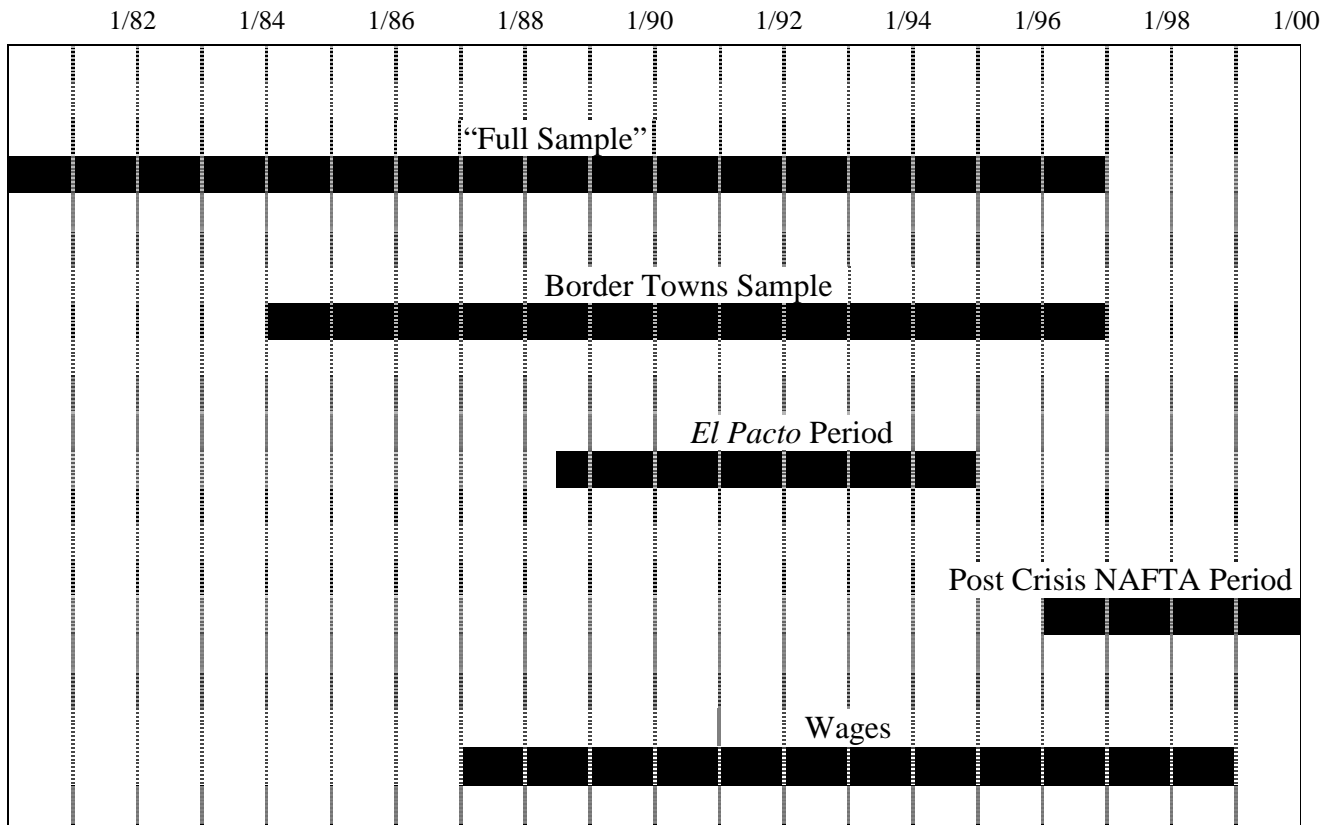 1/82 1/84 1/86 1/88 1/90 1/92 1/94 1/96 1/98 1/00
“Full Sample”
Border Towns Sample
El Pacto Period
Post Crisis NAFTA Period
Wages